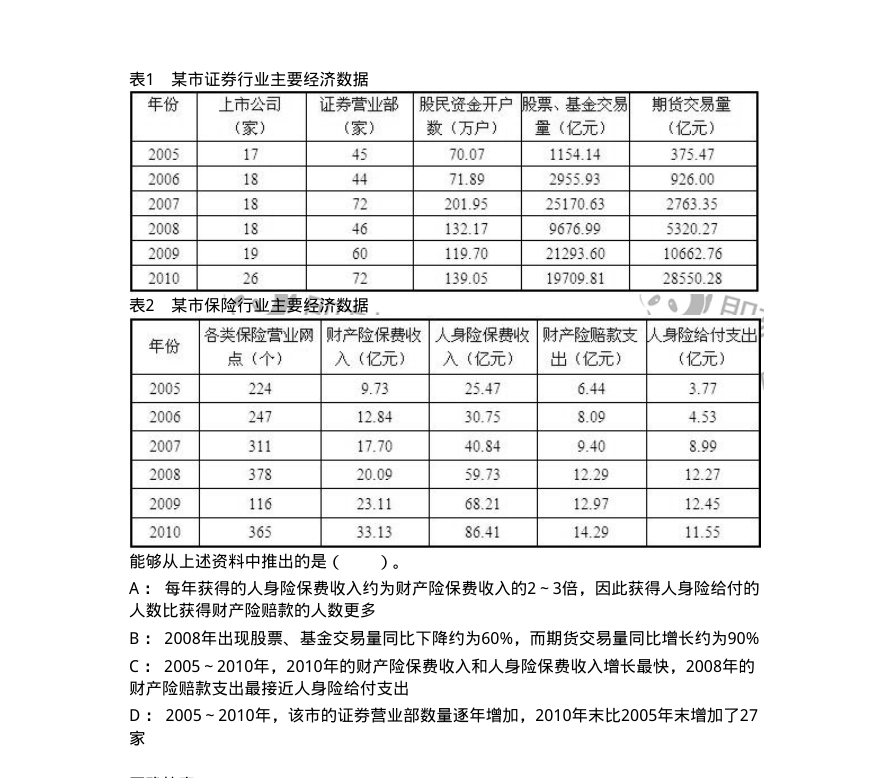 表1 某市证券行业主要经济数据
年份 上市公司（家） 证券营业部（家） 股民资金开户数（万户） 股票、基金交易量（亿元） 期货交易量（亿元）
2005 17 45 70.07 1154.14 375.47
2006 18 44 71.89 2955.93 926.00
2007 18 72 201.95 25170.63 2763.35
2008 18 46 132.17 9676.99 5320.27
2009 19 60 119.70 21293.60 10662.76
2010 26 72 139.05 19709.81 28550.28
表2 某市保险行业主要经济数据
年份 各类保险营业网点（个） 财产险保费收入（亿元） 人身险保费收入（亿元） 财产险赔款支出（亿元） 人身险给付支出（亿元）
2005 224 9.73 25.47 6.44 3.77
2006 247 12.84 30.75 8.09 4.53
2007 311 17.70 40.84 9.40 8.99
2008 378 20.09 59.73 12.29 12.27
2009 116 23.11 68.21 12.97 12.45
2010 365 33.13 86.41 14.29 11.55
能够从上述资料中推出的是（ ）。
A： 每年获得的人身险保费收入约为财产险保费收入的2～3倍，因此获得人身险给付的
人数比获得财产险赔款的人数更多
B： 2008年出现股票、基金交易量同比下降约为60%，而期货交易量同比增长约为90%
C： 2005～2010年，2010年的财产险保费收入和人身险保费收入增长最快，2008年的
财产险赔款支出最接近人身险给付支出
D： 2005～2010年，该市的证券营业部数量逐年增加，2010年末比2005年末增加了27
家